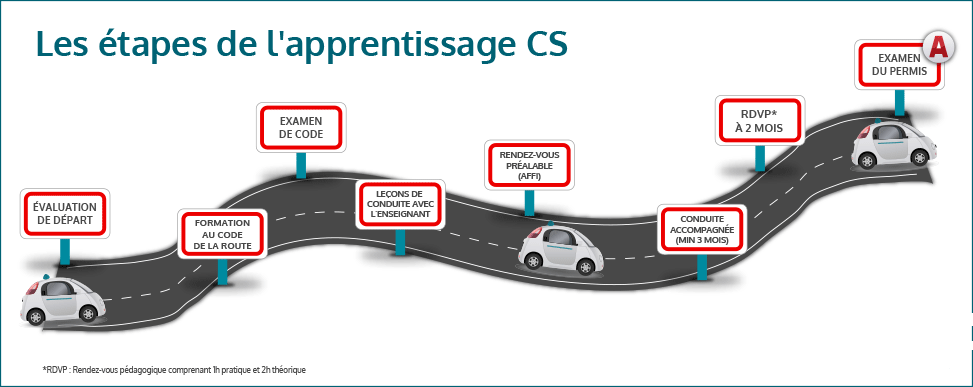 Les étapes de l'apprentissage CS
ÉVALUATION
DE DÉPART
FORMATION
AU CODE
DE LA ROUTE
EXAMEN
DE CODE
LEÇONS DE
CONDUITE AVEC
L'ENSEIGNANT
RENDEZ-VOUS
PRÉALABLE
(AFFI)
CONDUITE
ACCOMPAGNÉE
(MIN 3 MOIS)
RDVP*
À 2 MOIS
EXAMEN
DU PERMIS
A
*RDVP : Rendez-vous pédagogique comprenant 1h pratique et 2h théorique